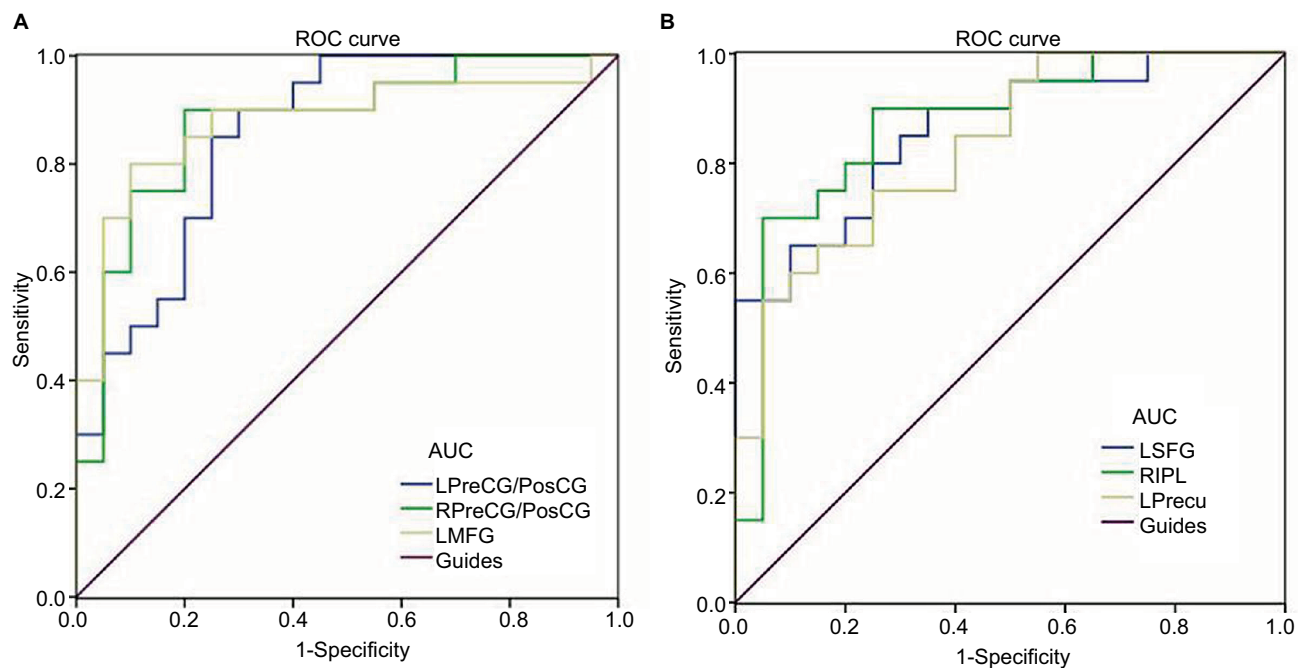 A
ROC curve
1.0
0.8
0.6
0.4
0.2
0.0
Sensitivity
AUC
LPreCG/PosCG
RPreCG/PosCG
LMFG
Guides
0.0 0.2 0.4 0.6 0.8 1.0
1-Specificity
B
ROC curve
1.0
0.8
0.6
0.4
0.2
0.0
Sensitivity
AUC
LSFG
RIPL
LPrecu
Guides
0.0 0.2 0.4 0.6 0.8 1.0
1-Specificity